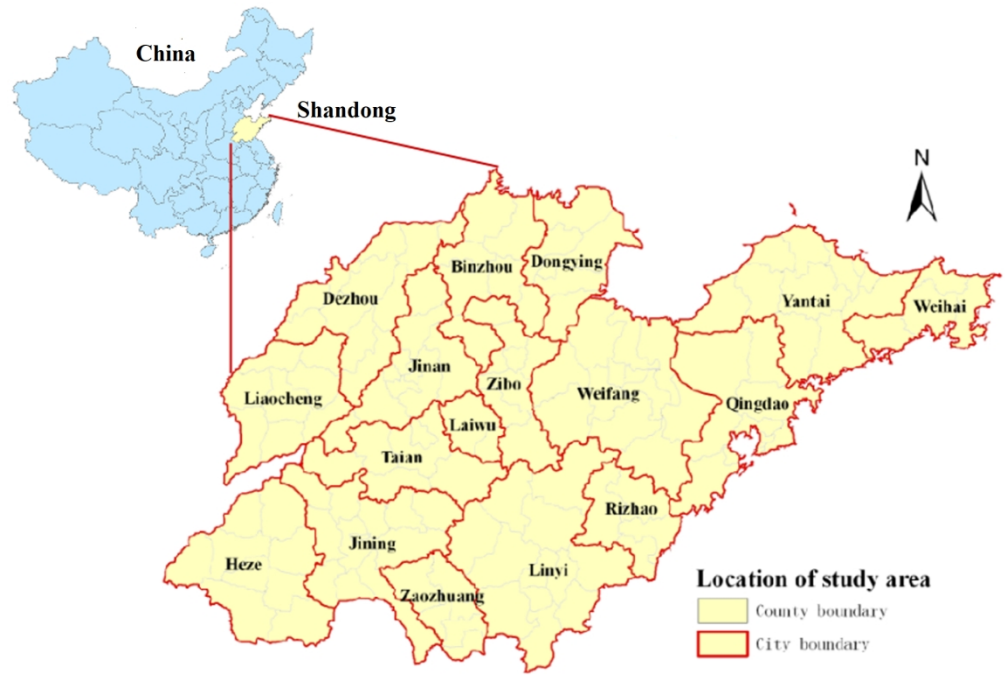 China
Shandong
N
Binzhou
Dongying
Dezhou
Yantai
Weihai
Jinan
Zibo
Weifang
Liaocheng
Qingdao
Laiwu
Taian
Rizhao
Jining
Heze
Linyi
Zaozhuang
Location of study area
County boundary
City boundary